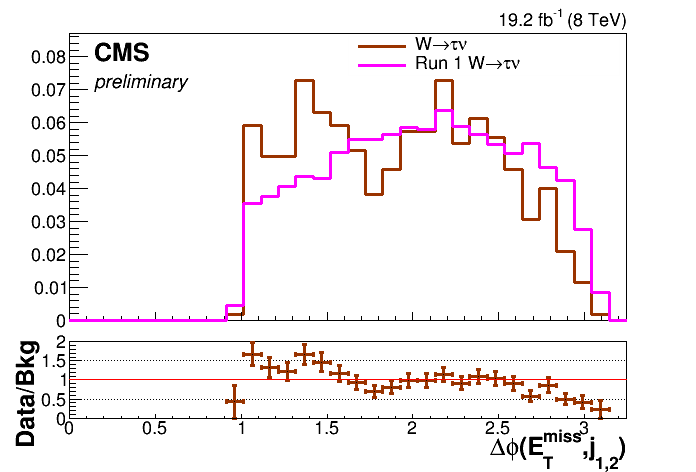 19.2 fb⁻¹ (8 TeV)
CMS
preliminary
W→τν
Run 1 W→τν
0.08
0.07
0.06
0.05
0.04
0.03
0.02
0.01
0
Data/Bkg
2
1.5
1
0.5
0
0 0.5 1 1.5 2 2.5 3
Δϕ(E_T^miss,j_1,2)